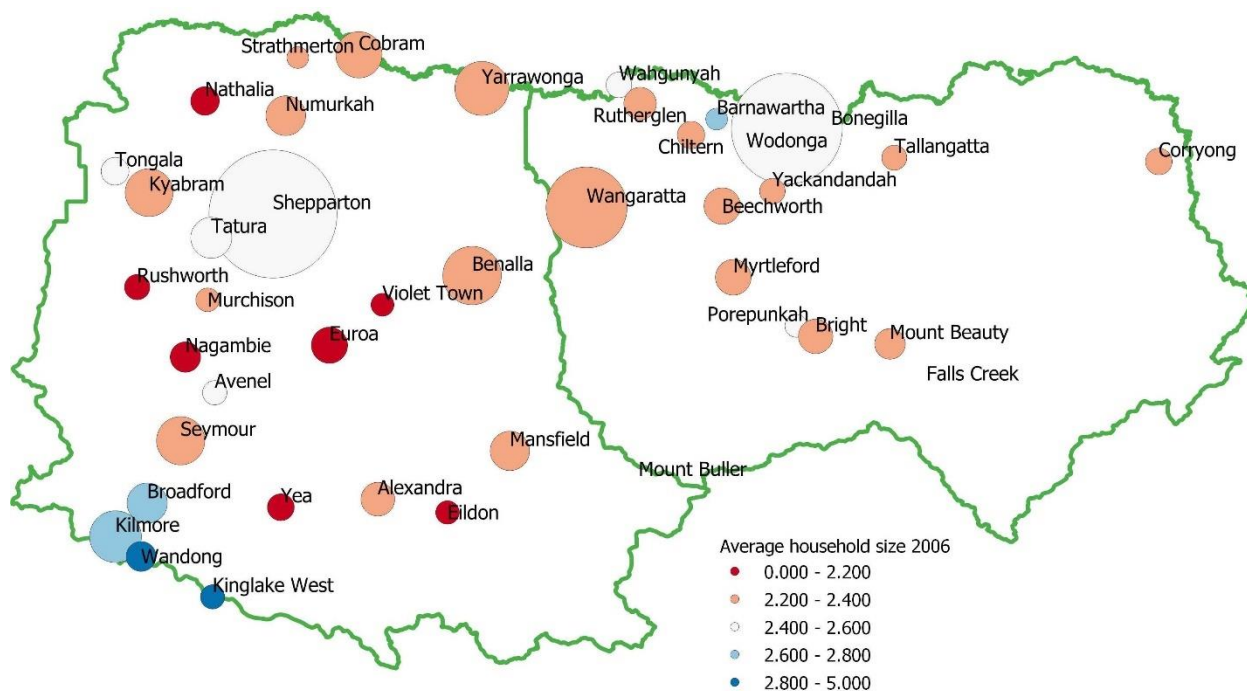 Strathmerton
Cobram
Yarrawonga
Wahgunyah
Nathalia
Numurkah
Rutherglen
Barnawartha
Bonegilla
Chiltern
Wodonga
Tallangatta
Corryong
Tongala
Kyabram
Shepparton
Wangaratta
Yackandandah
Beechworth
Tatura
Benalla
Myrtleford
Rushworth
Murchison
Violet Town
Porepunkah
Bright
Mount Beauty
Euroa
Nagambie
Falls Creek
Avenel
Seymour
Mansfield
Mount Buller
Broadford
Yea
Alexandra
Eildon
Kilmore
Wandong
Kinglake West
Average household size 2006
0.000 - 2.200
2.200 - 2.400
2.400 - 2.600
2.600 - 2.800
2.800 - 5.000